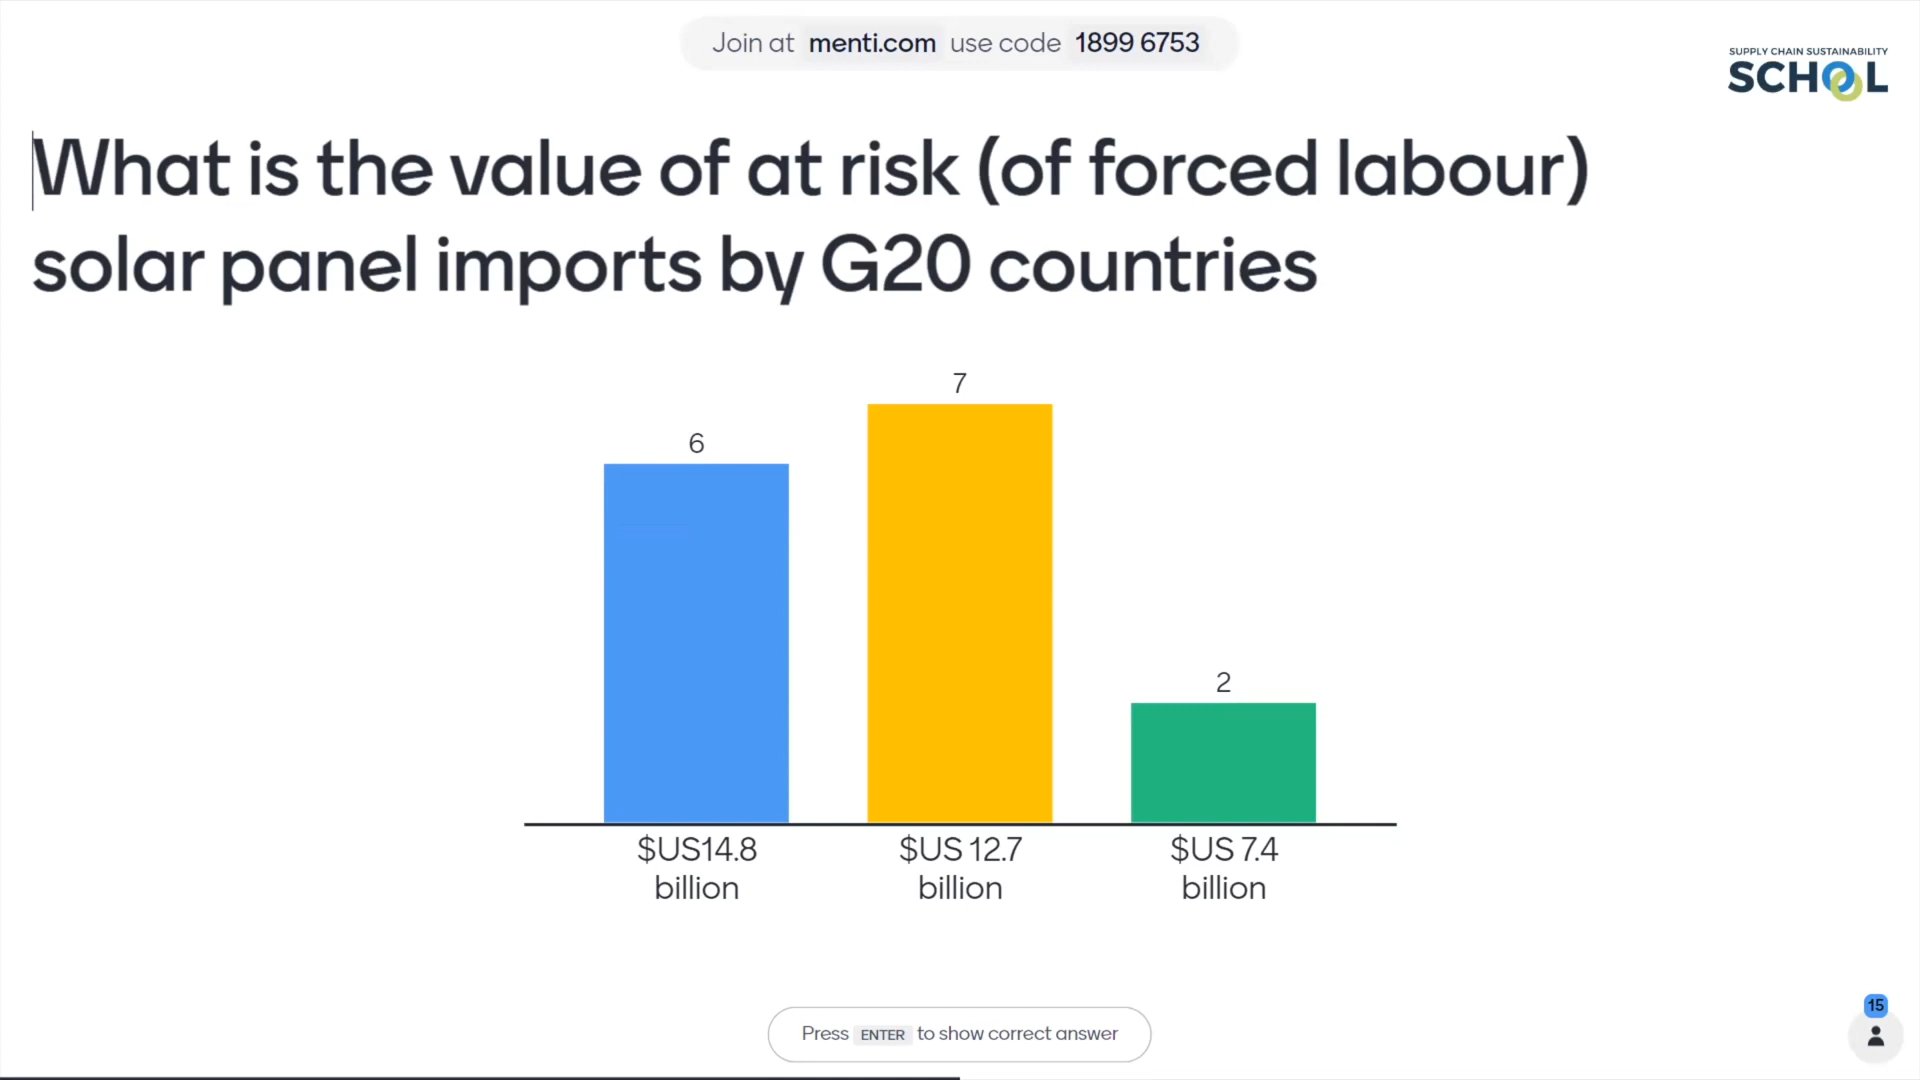 Join at menti.com use code 1899 6753
SUPPLY CHAIN SUSTAINABILITY
SCHOOL
What is the value of at risk (of forced labour)
solar panel imports by G20 countries
6
7
2
$US14.8
billion
$US 12.7
billion
$US 7.4
billion
Press ENTER to show correct answer
15